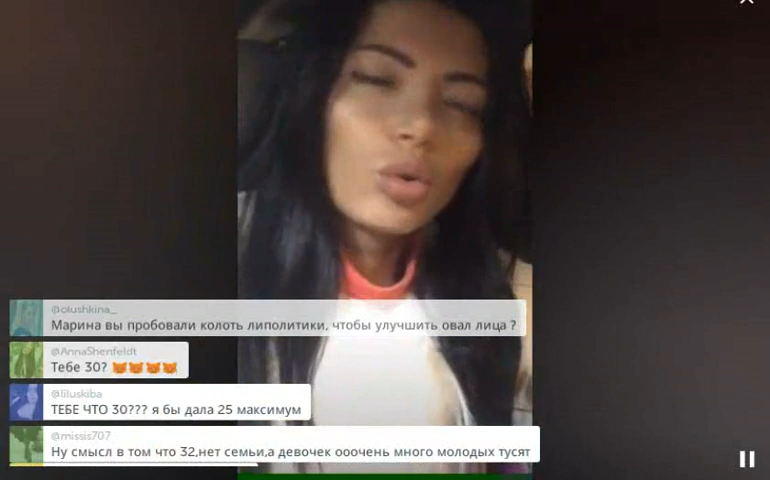 @olushkina_
Марина вы пробовали колоть липолитики, чтобы улучшить овал лица ?
@AnnaShenfeldt
Тебе 30? 😸😸😸😸
@liluskiba
ТЕБЕ ЧТО 30??? я бы дала 25 максимум
@missis707
Ну смысл в том что 32,нет семьи,а девочек ооочень много молодых тусят